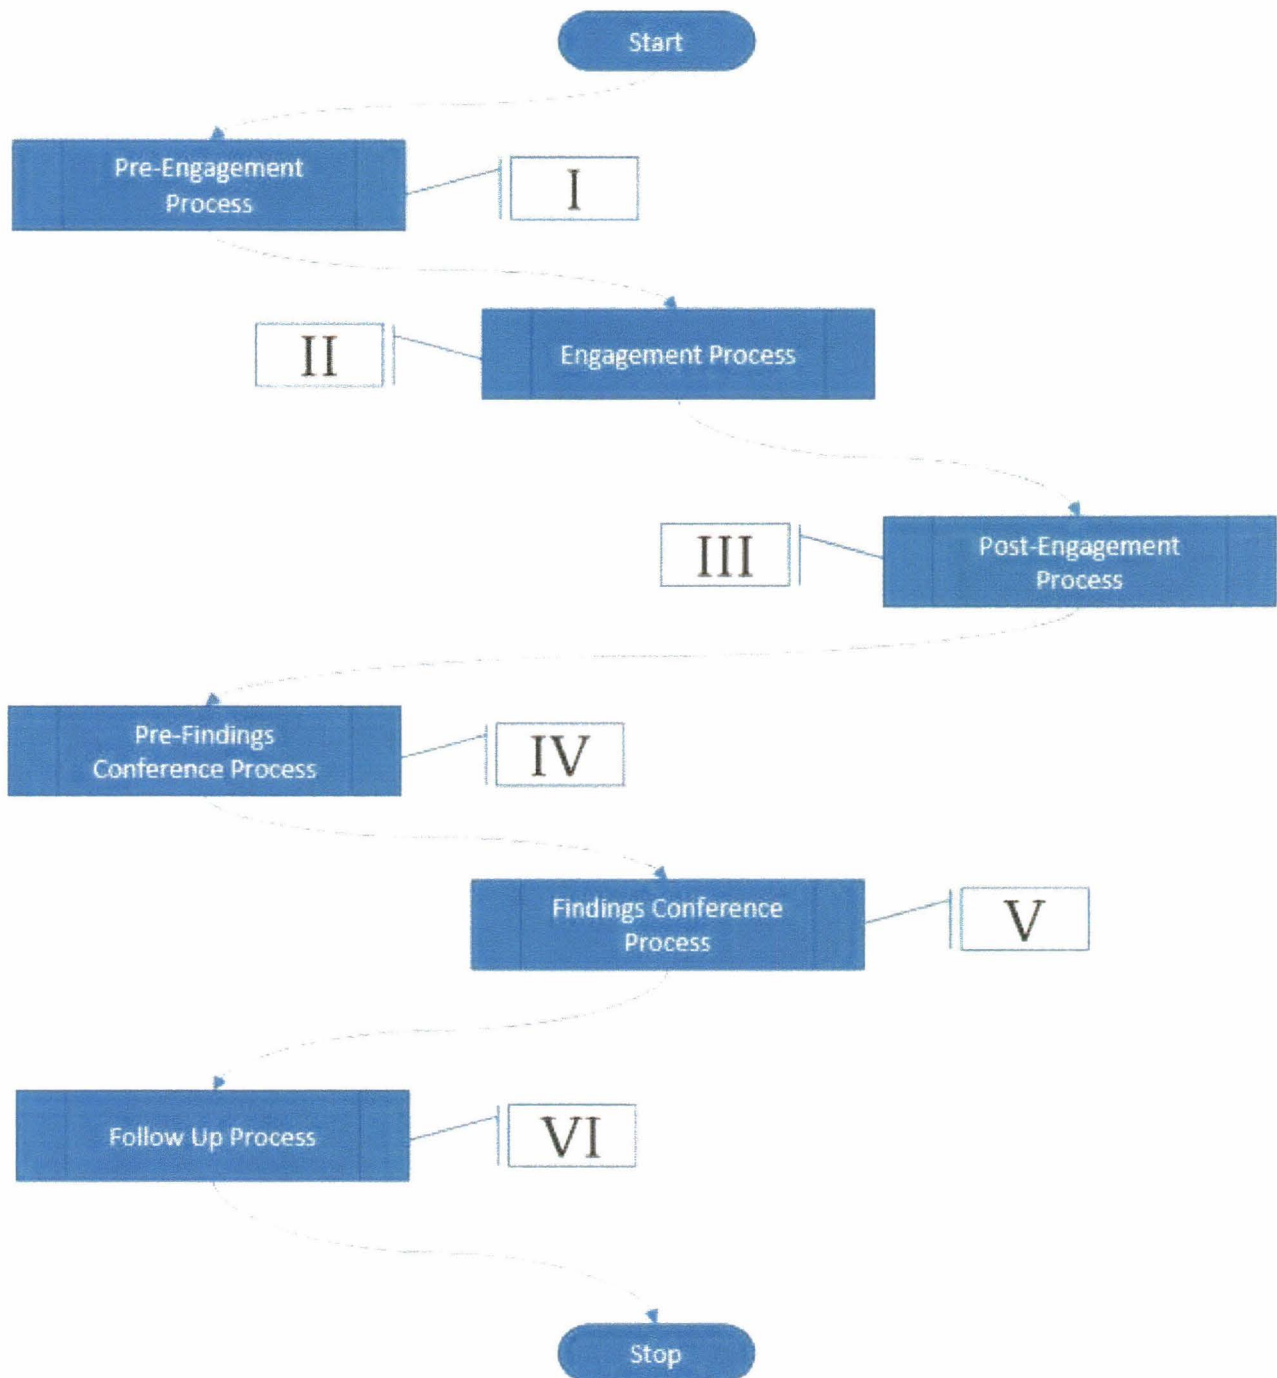 Start
Pre-Engagement
Process
I
II
Engagement Process
III
Post-Engagement
Process
Pre-Findings
Conference Process
IV
Findings Conference
Process
V
Follow Up Process
VI
Stop